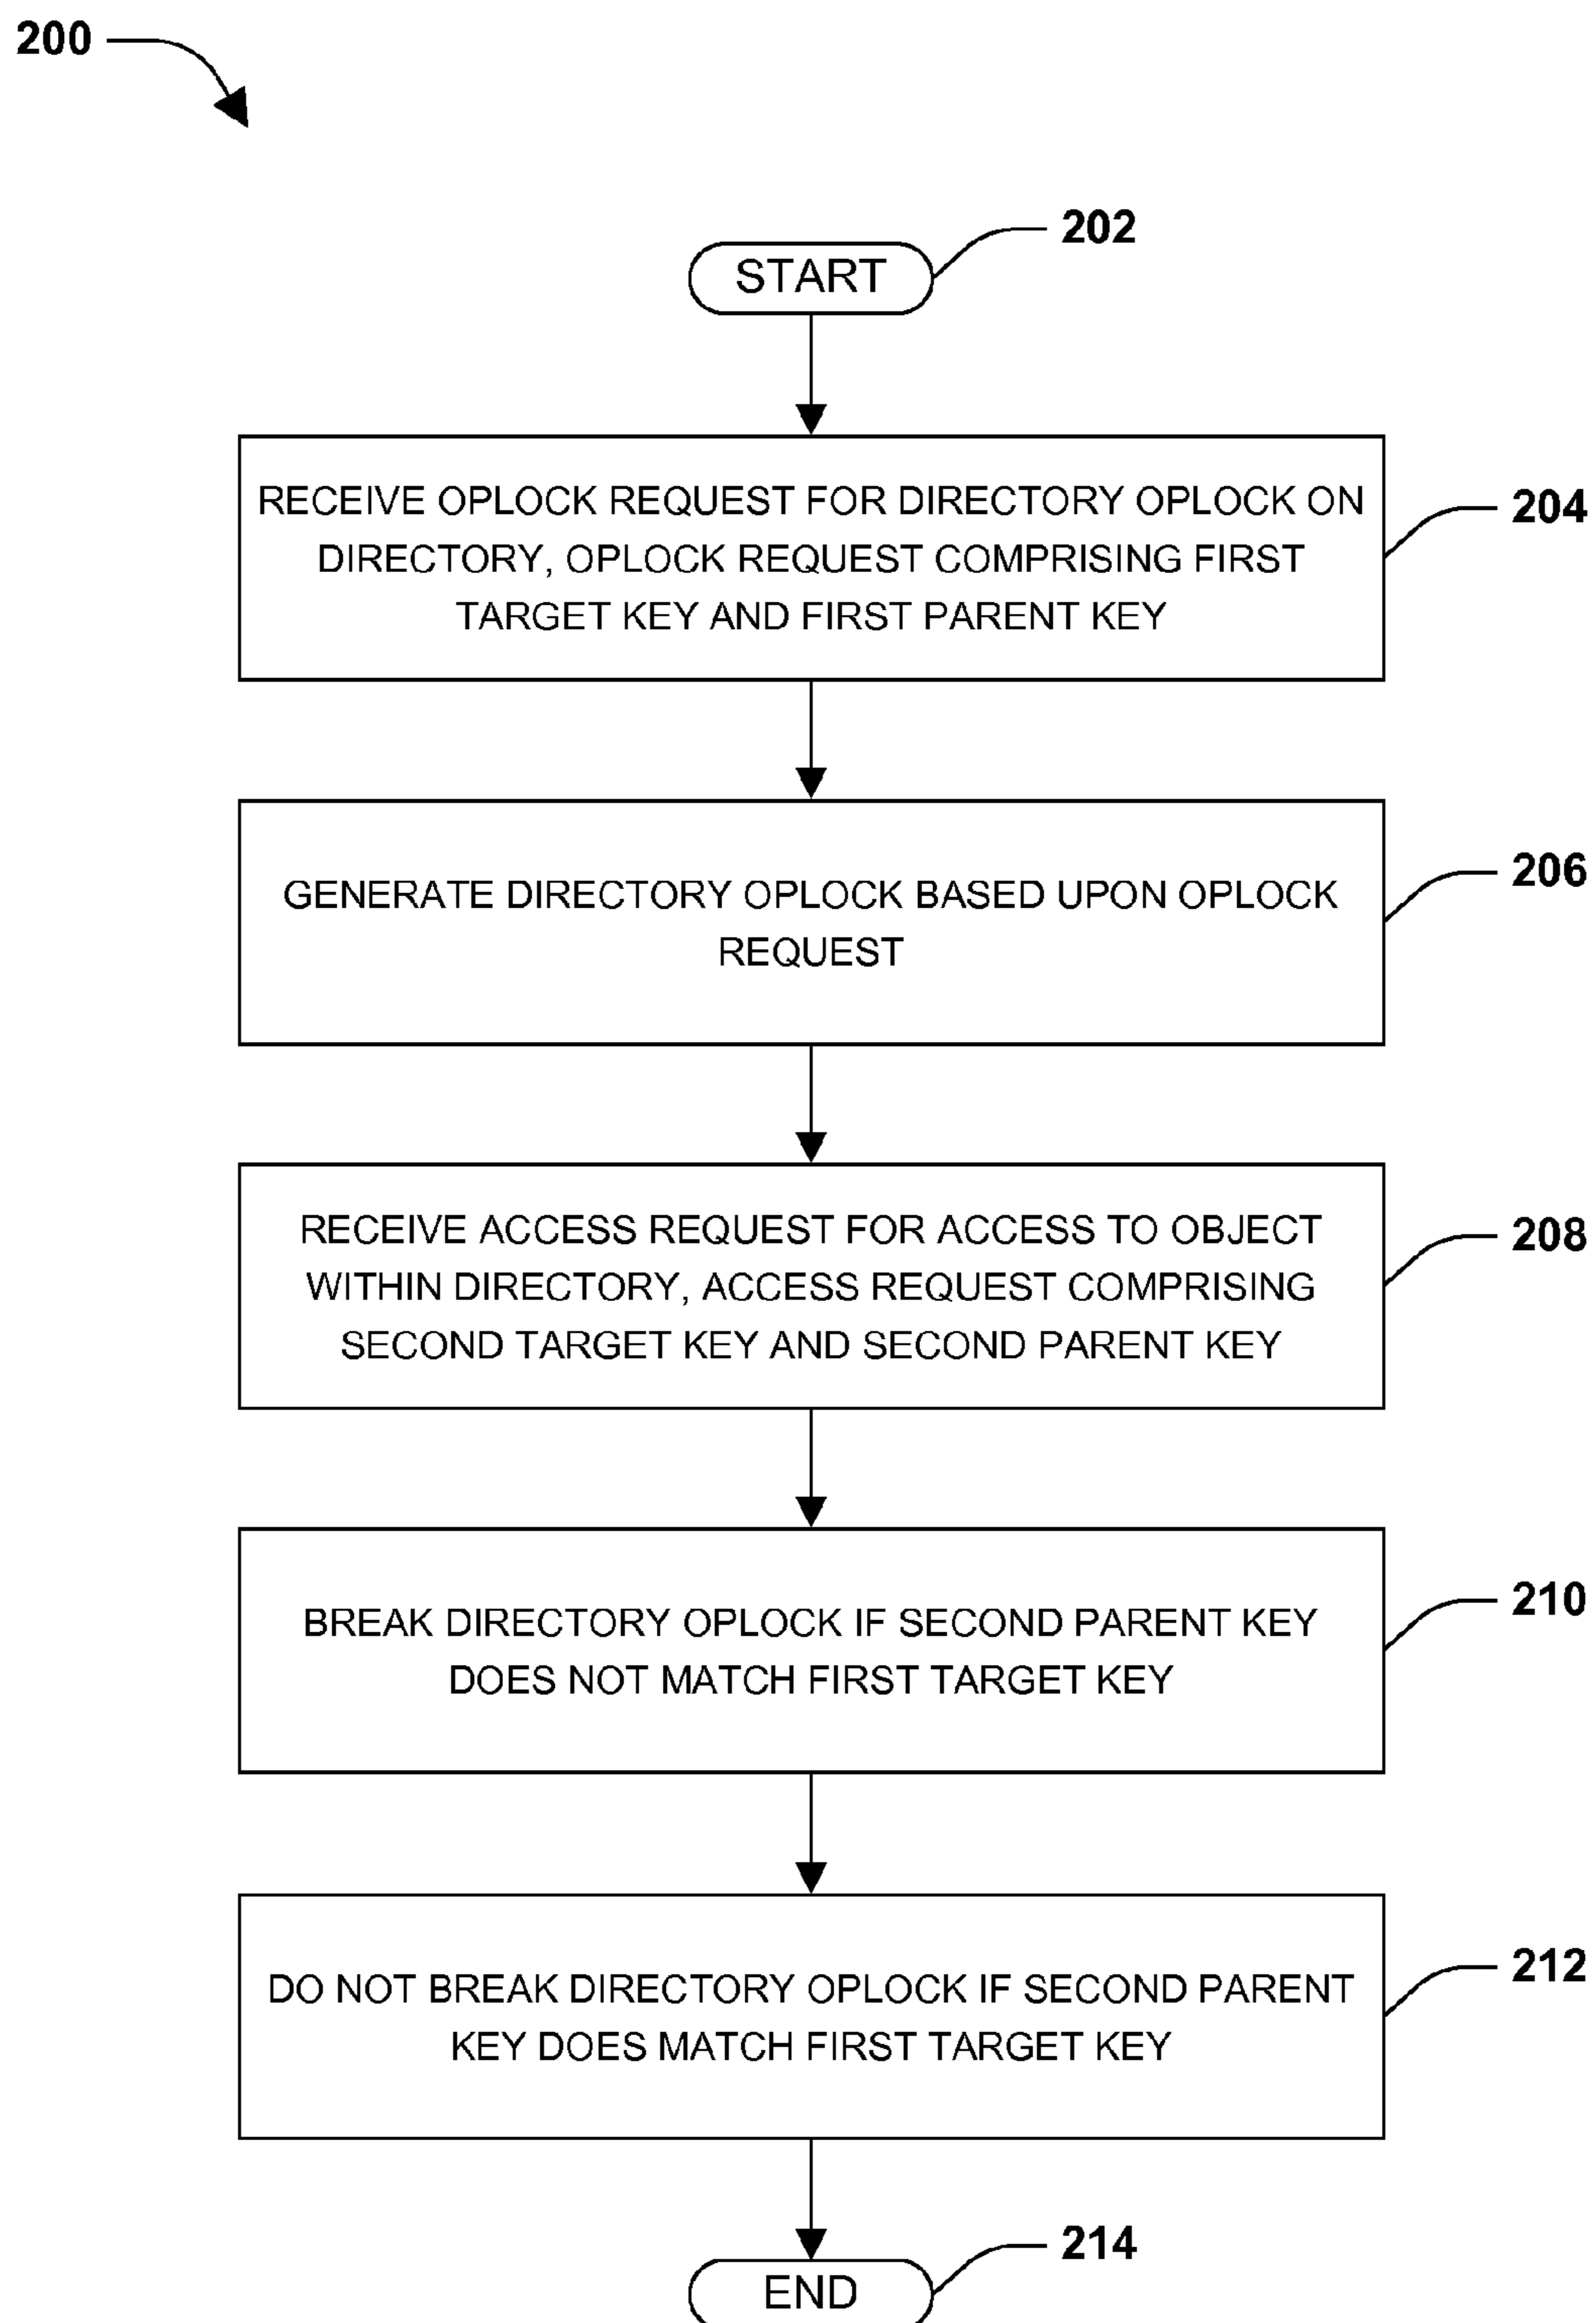 200
202
START
RECEIVE OPLOCK REQUEST FOR DIRECTORY OPLOCK ON
DIRECTORY, OPLOCK REQUEST COMPRISING FIRST
TARGET KEY AND FIRST PARENT KEY
204
GENERATE DIRECTORY OPLOCK BASED UPON OPLOCK
REQUEST
206
RECEIVE ACCESS REQUEST FOR ACCESS TO OBJECT
WITHIN DIRECTORY, ACCESS REQUEST COMPRISING
SECOND TARGET KEY AND SECOND PARENT KEY
208
BREAK DIRECTORY OPLOCK IF SECOND PARENT KEY
DOES NOT MATCH FIRST TARGET KEY
210
DO NOT BREAK DIRECTORY OPLOCK IF SECOND PARENT
KEY DOES MATCH FIRST TARGET KEY
212
214
END